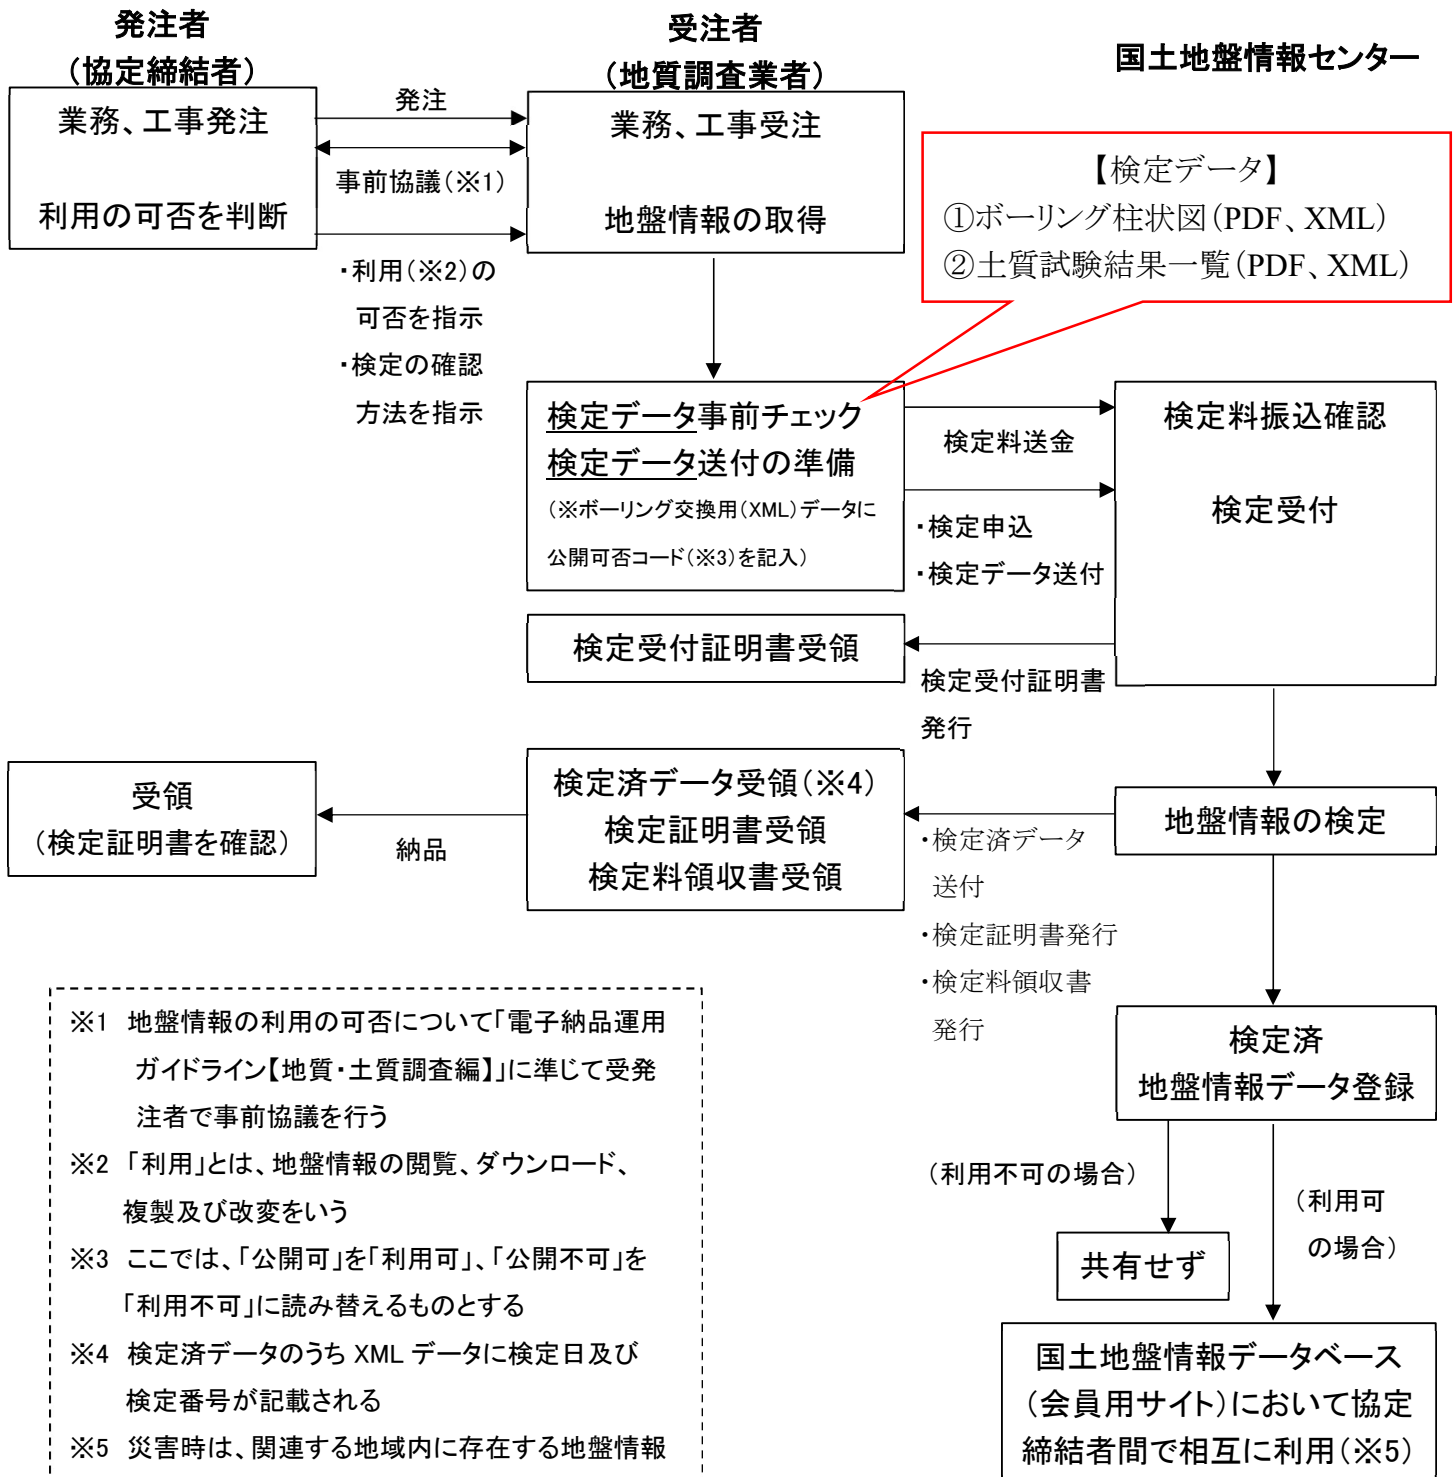 発注者
（協定締結者）
受注者
（地質調査業者）
国土地盤情報センター
業務、工事発注
利用の可否を判断
発注
事前協議（※1）
・利用（※2）の
可否を指示
・検定の確認
方法を指示
業務、工事受注
地盤情報の取得
【検定データ】
①ボーリング柱状図（PDF、XML）
②土質試験結果一覧（PDF、XML）
検定データ事前チェック
検定データ送付の準備
（※ボーリング交換用（XML）データに
公開可否コード（※3）を記入）
検定料送金
・検定申込
・検定データ送付
検定料振込確認
検定受付
検定受付証明書受領
検定受付証明書
発行
受領
（検定証明書を確認）
納品
検定済データ受領（※4）
検定証明書受領
検定料領収書受領
・検定済データ
送付
・検定証明書発行
・検定料領収書
発行
地盤情報の検定
検定済
地盤情報データ登録
（利用不可の場合）
（利用可
の場合）
共有せず
国土地盤情報データベース
（会員用サイト）において協定
締結者間で相互に利用（※5）
※1 地盤情報の利用の可否について「電子納品運用
ガイドライン【地質・土質調査編】」に準じて受発
注者で事前協議を行う
※2 「利用」とは、地盤情報の閲覧、ダウンロード、
複製及び改変をいう
※3 ここでは、「公開可」を「利用可」、「公開不可」を
「利用不可」に読み替えるものとする
※4 検定済データのうち XML データに検定日及び
検定番号が記載される
※5 災害時は、関連する地域内に存在する地盤情報